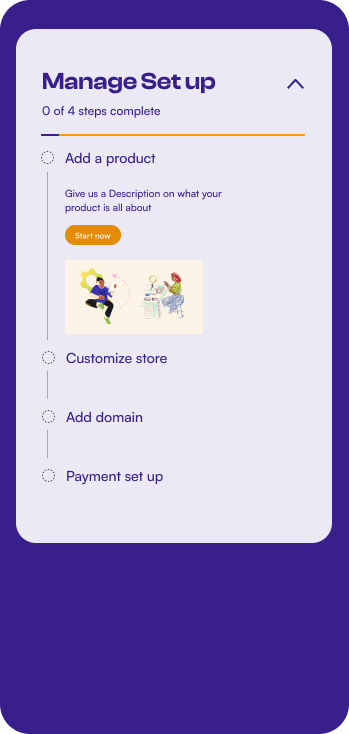 Manage Set up
0 of 4 steps complete
Add a product
Give us a Description on what your
product is all about
Start now
Customize store
Add domain
Payment set up